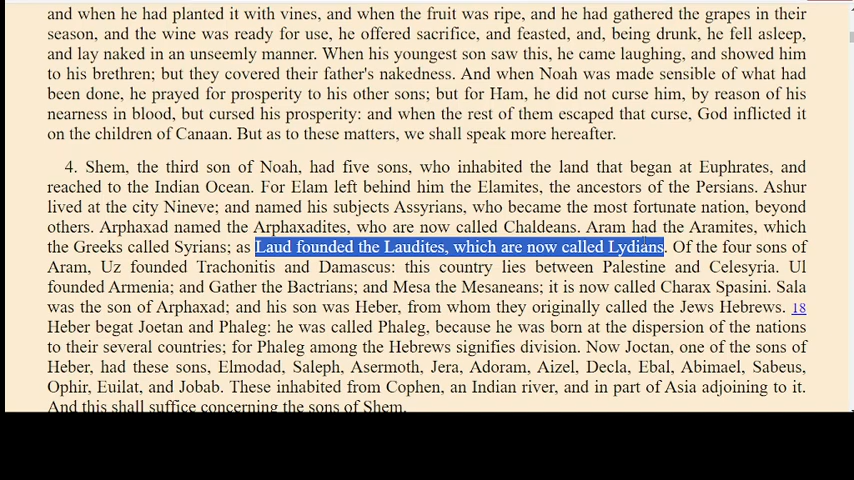 and when he had planted it with vines, and when the fruit was ripe, and he had gathered the grapes in their
season, and the wine was ready for use, he offered sacrifice, and feasted, and, being drunk, he fell asleep,
and lay naked in an unseemly manner. When his youngest son saw this, he came laughing, and showed him
to his brethren; but they covered their father's nakedness. And when Noah was made sensible of what had
been done, he prayed for prosperity to his other sons; but for Ham, he did not curse him, by reason of his
nearness in blood, but cursed his prosperity: and when the rest of them escaped that curse, God inflicted it
on the children of Canaan. But as to these matters, we shall speak more hereafter.
4. Shem, the third son of Noah, had five sons, who inhabited the land that began at Euphrates, and
reached to the Indian Ocean. For Elam left behind him the Elamites, the ancestors of the Persians. Ashur
lived at the city Nineve; and named his subjects Assyrians, who became the most fortunate nation, beyond
others. Arphaxad named the Arphaxadites, who are now called Chaldeans. Aram had the Aramites, which
the Greeks called Syrians; as Laud founded the Laudites, which are now called Lydians. Of the four sons of
Aram, Uz founded Trachonitis and Damascus: this country lies between Palestine and Celesyria. Ul
founded Armenia; and Gather the Bactrians; and Mesa the Mesaneans; it is now called Charax Spasini. Sala
was the son of Arphaxad; and his son was Heber, from whom they originally called the Jews Hebrews. 18
Heber begat Joetan and Phaleg: he was called Phaleg, because he was born at the dispersion of the nations
to their several countries; for Phaleg among the Hebrews signifies division. Now Joctan, one of the sons of
Heber, had these sons, Elmodad, Saleph, Asermoth, Jera, Adoram, Aizel, Decla, Ebal, Abimael, Sabeus,
Ophir, Euilat, and Jobab. These inhabited from Cophen, an Indian river, and in part of Asia adjoining to it.
And this shall suffice concerning the sons of Shem.